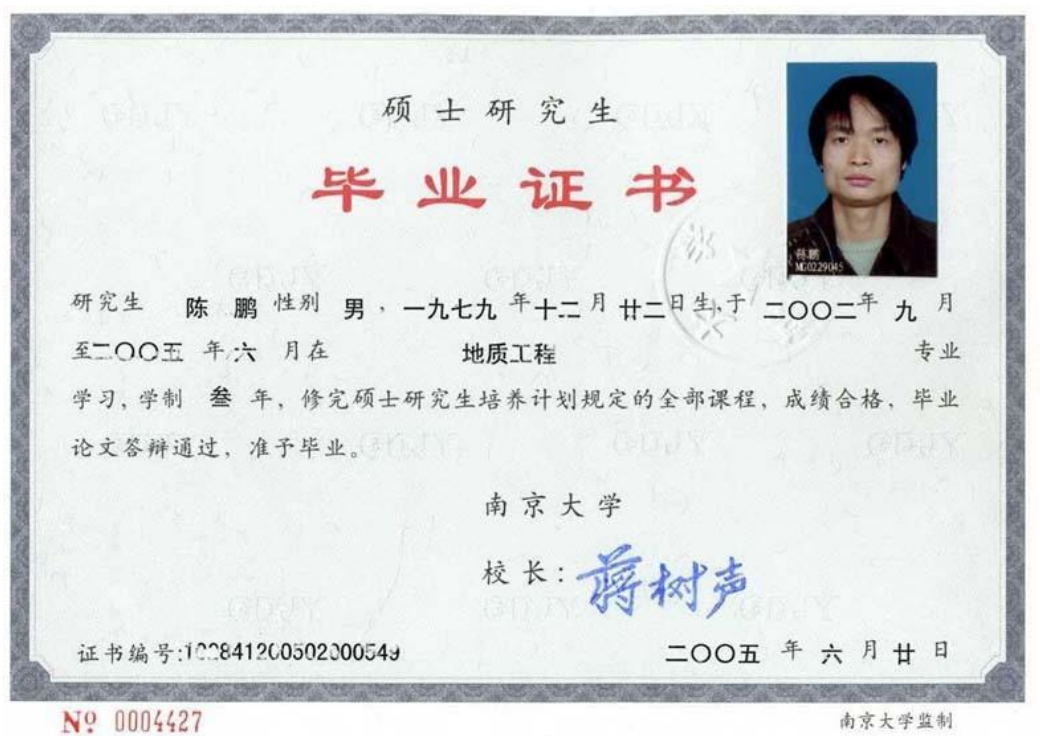 硕士研究生
毕业证书
陈鹏
MG0229045
研究生 陈 鹏 性别 男，一九七九 年 十二 月 廿二 日生,于 二〇〇二 年 九 月
至二〇〇五 年 六 月在 地质工程 专业
学习, 学制 叁 年, 修完硕士研究生培养计划规定的全部课程, 成绩合格, 毕业
论文答辩通过, 准予毕业。
南京大学
校长: 蒋树声
证书编号:102841200502000549 二〇〇五 年 六 月 廿 日
Nº 0004427 南京大学监制